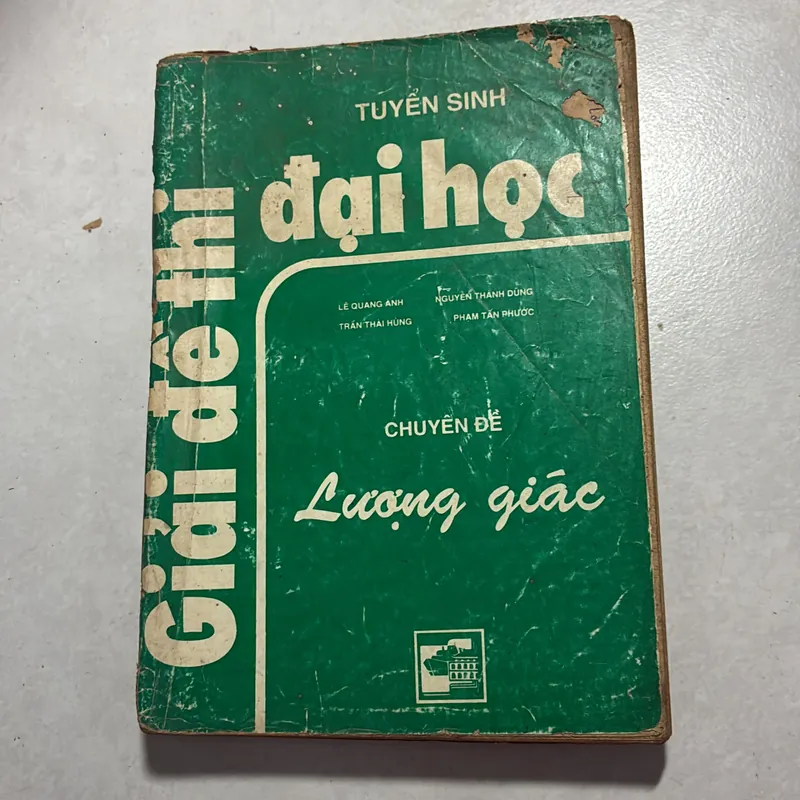 Giải đề thi
TUYỂN SINH
đại học
LÊ QUANG ÁNH
NGUYỄN THÀNH DŨNG
TRẦN THÁI HÙNG
PHẠM TẤN PHƯỚC
CHUYÊN ĐỀ
Lượng giác